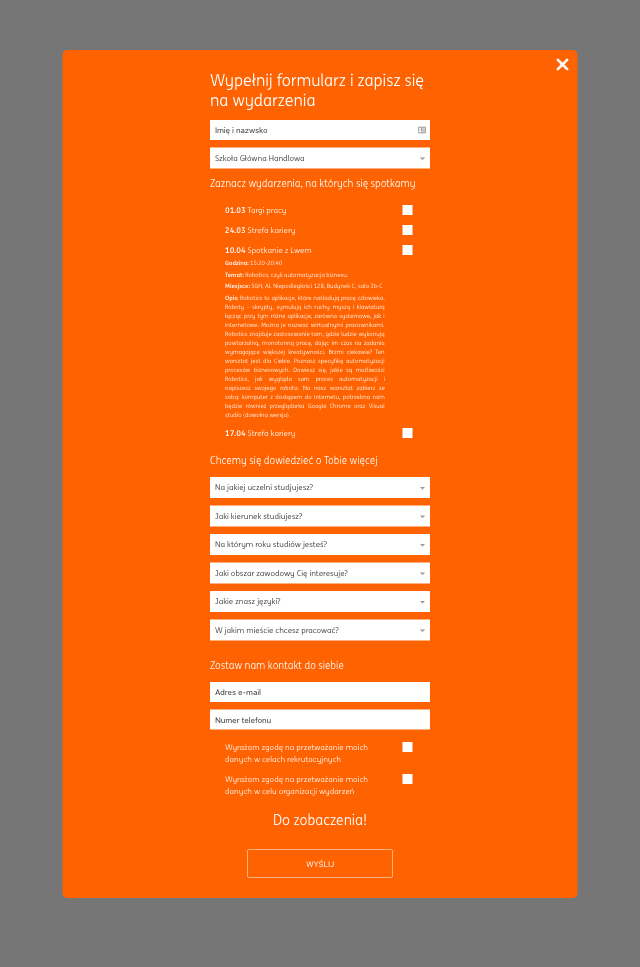 Wypełnij formularz i zapisz się
na wydarzenia
Imię i nazwsko
Szkoła Główna Handlowa
Zaznacz wydarzenia, na których się spotkamy
01.03 Targi pracy
24.03 Strefa kariery
10.04 Spotkanie z Lwem
Godzina: 15:20-20:40
Temat: Robotics, czyli automatyzacja biznesu.
Miejsce: SGH, Al. Niepodległości 128, Budynek C, sala 3b-C
Opis: Robotics to aplikacje, które naśladują pracę człowieka.
Roboty – skrypty, symulują ich ruchy myszą i klawiaturą
łącząc przy tym różne aplikacje, zarówno systemowe, jak i
internetowe. Można je nazwać wirtualnymi pracownikami.
Robotics znajduje zastosowanie tam, gdzie ludzie wykonują
powtarzalną, monotonną pracę, dając im czas na zadania
wymagające większej kreatywności. Brzmi ciekawie? Ten
warsztat jest dla Ciebie. Poznasz specyfikę automatyzacji
procesów biznesowych. Dowiesz się, jakie są możliwości
Robotics, jak wygląda sam proces automatyzacji i
napiszesz swojego robota. Na nasz warsztat zabierz ze
sobą: komputer z dostępem do Internetu, potrzebna nam
będzie również przeglądarka Google Chrome oraz Visual
studio (dowolna wersja).
17.04 Strefa kariery
Chcemy się dowiedzieć o Tobie więcej
Na jakiej uczelni studjujesz?
Jaki kierunek studiujesz?
Na którym roku studiów jesteś?
Jaki obszar zawodowy Cię interesuje?
Jakie znasz języki?
W jakim mieście chcesz pracować?
Zostaw nam kontakt do siebie
Adres e-mail
Numer telefonu
Wyrażam zgodę na przetważanie moich
danych w celach rekrutacyjnych
Wyrażam zgodę na przetważanie moich
danych w celu organizacji wydarzeń
Do zobaczenia!
WYŚLIJ